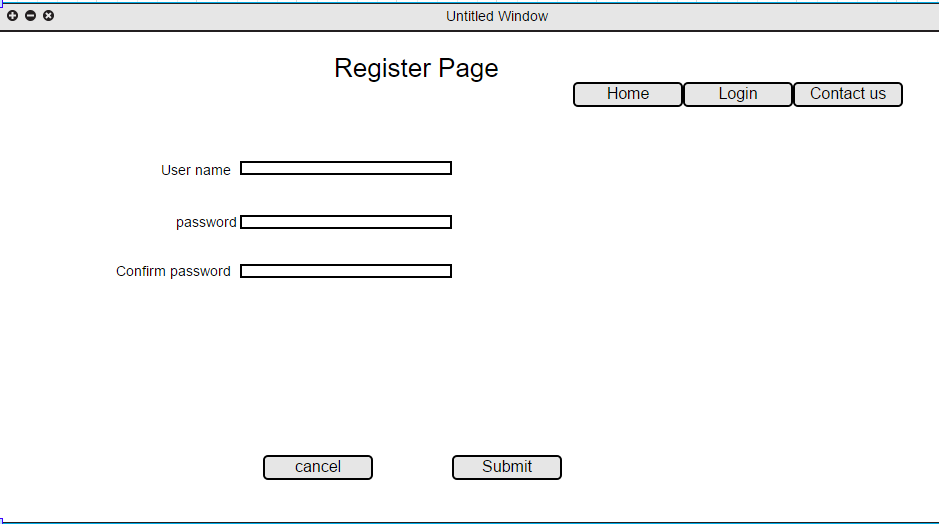 Untitled Window
Register Page
Home Login Contact us
User name
password
Confirm password
cancel Submit